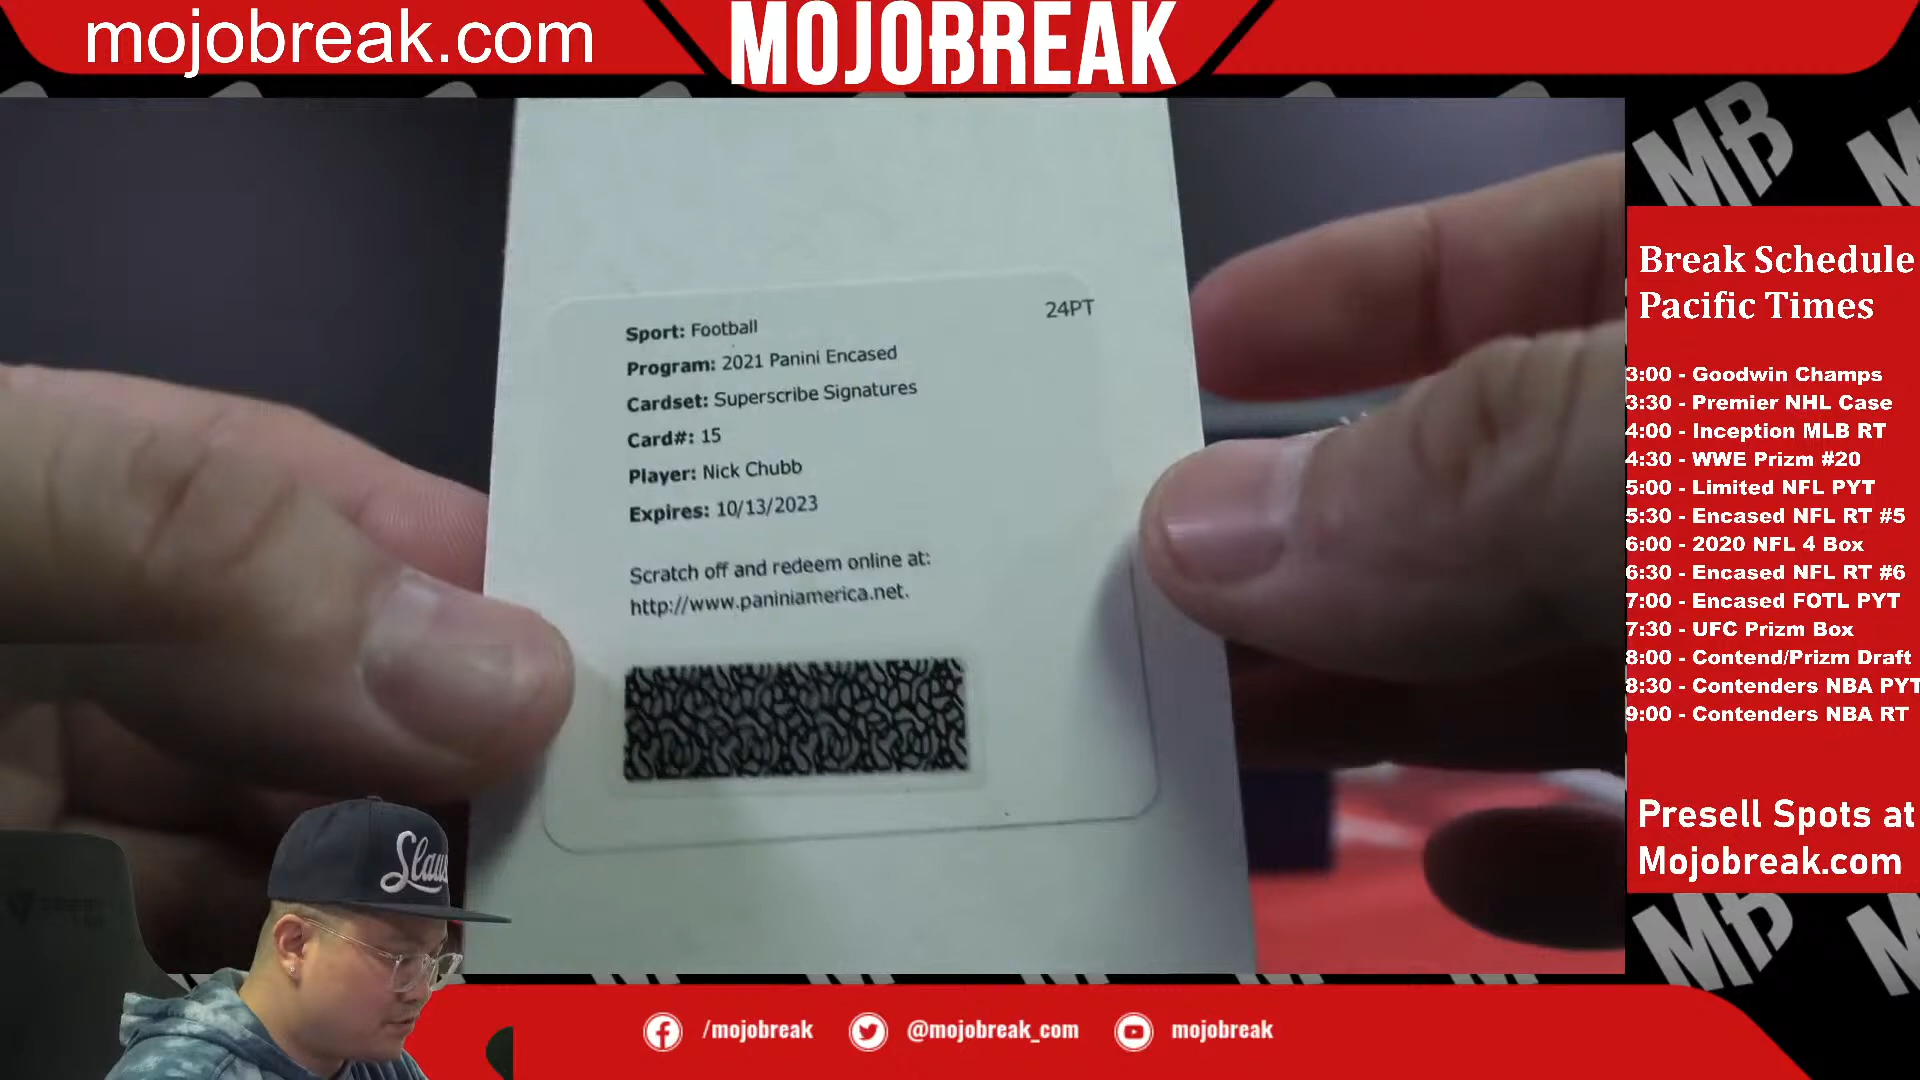 mojobreak.com
MOJOBREAK
24PT
Sport: Football
Program: 2021 Panini Encased
Cardset: Superscribe Signatures
Card#: 15
Player: Nick Chubb
Expires: 10/13/2023
Scratch off and redeem online at:
http://www.paniniamerica.net.
MB
Break Schedule
Pacific Times
3:00 - Goodwin Champs
3:30 - Premier NHL Case
4:00 - Inception MLB RT
4:30 - WWE Prizm #20
5:00 - Limited NFL PYT
5:30 - Encased NFL RT #5
6:00 - 2020 NFL 4 Box
6:30 - Encased NFL RT #6
7:00 - Encased FOTL PYT
7:30 - UFC Prizm Box
8:00 - Contend/Prizm Draft
8:30 - Contenders NBA PYT
9:00 - Contenders NBA RT
Presell Spots at
Mojobreak.com
MB
/mojobreak
@mojobreak_com
mojobreak